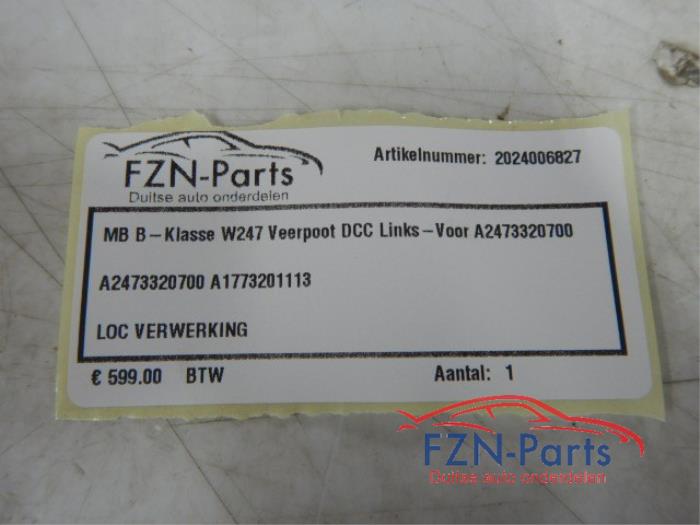 FZN-Parts
Duitse auto onderdelen
Artikelnummer: 2024006827
MB B-Klasse W247 Veerpoot DCC Links-Voor A2473320700
A2473320700 A1773201113
LOC VERWERKING
€ 599.00 BTW Aantal: 1
FZN-Parts
Duitse auto onderdelen